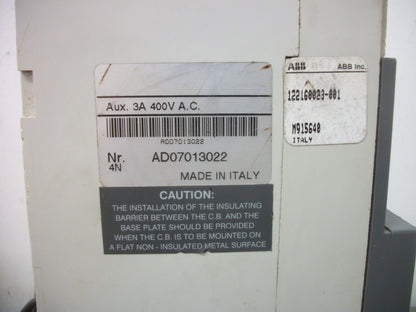 Aux. 3A 400V A.C.
AD07013022
Nr. AD07013022
4N
MADE IN ITALY
CAUTION:
THE INSTALLATION OF THE INSULATING
BARRIER BETWEEN THE C.B. AND THE
BASE PLATE SHOULD BE PROVIDED
WHEN THE C.B. IS TO BE MOUNTED ON
A FLAT NON - INSULATED METAL SURFACE
ABB ABB Inc.
122160023-001
M915640
ITALY